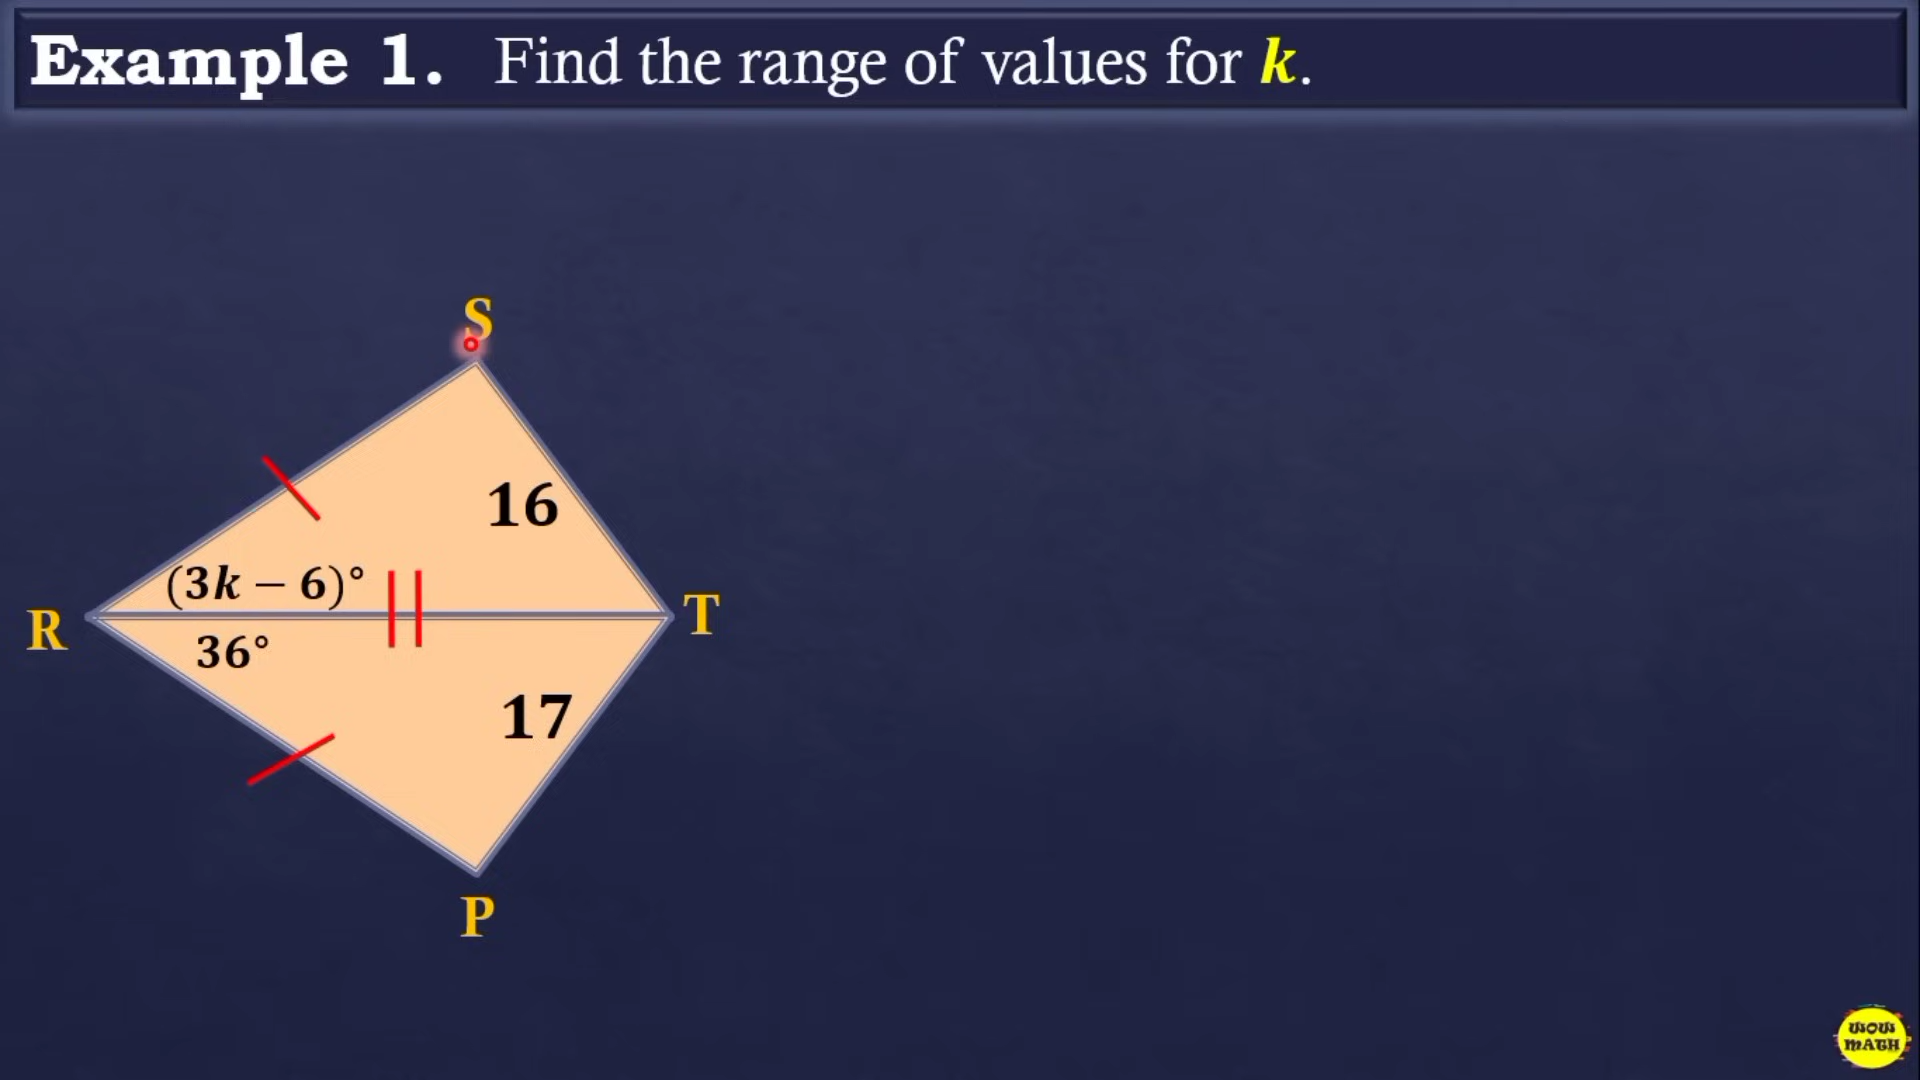 Example 1. Find the range of values for k.
S
16
(3k − 6)°
R
T
36°
17
P
WOW
MATH